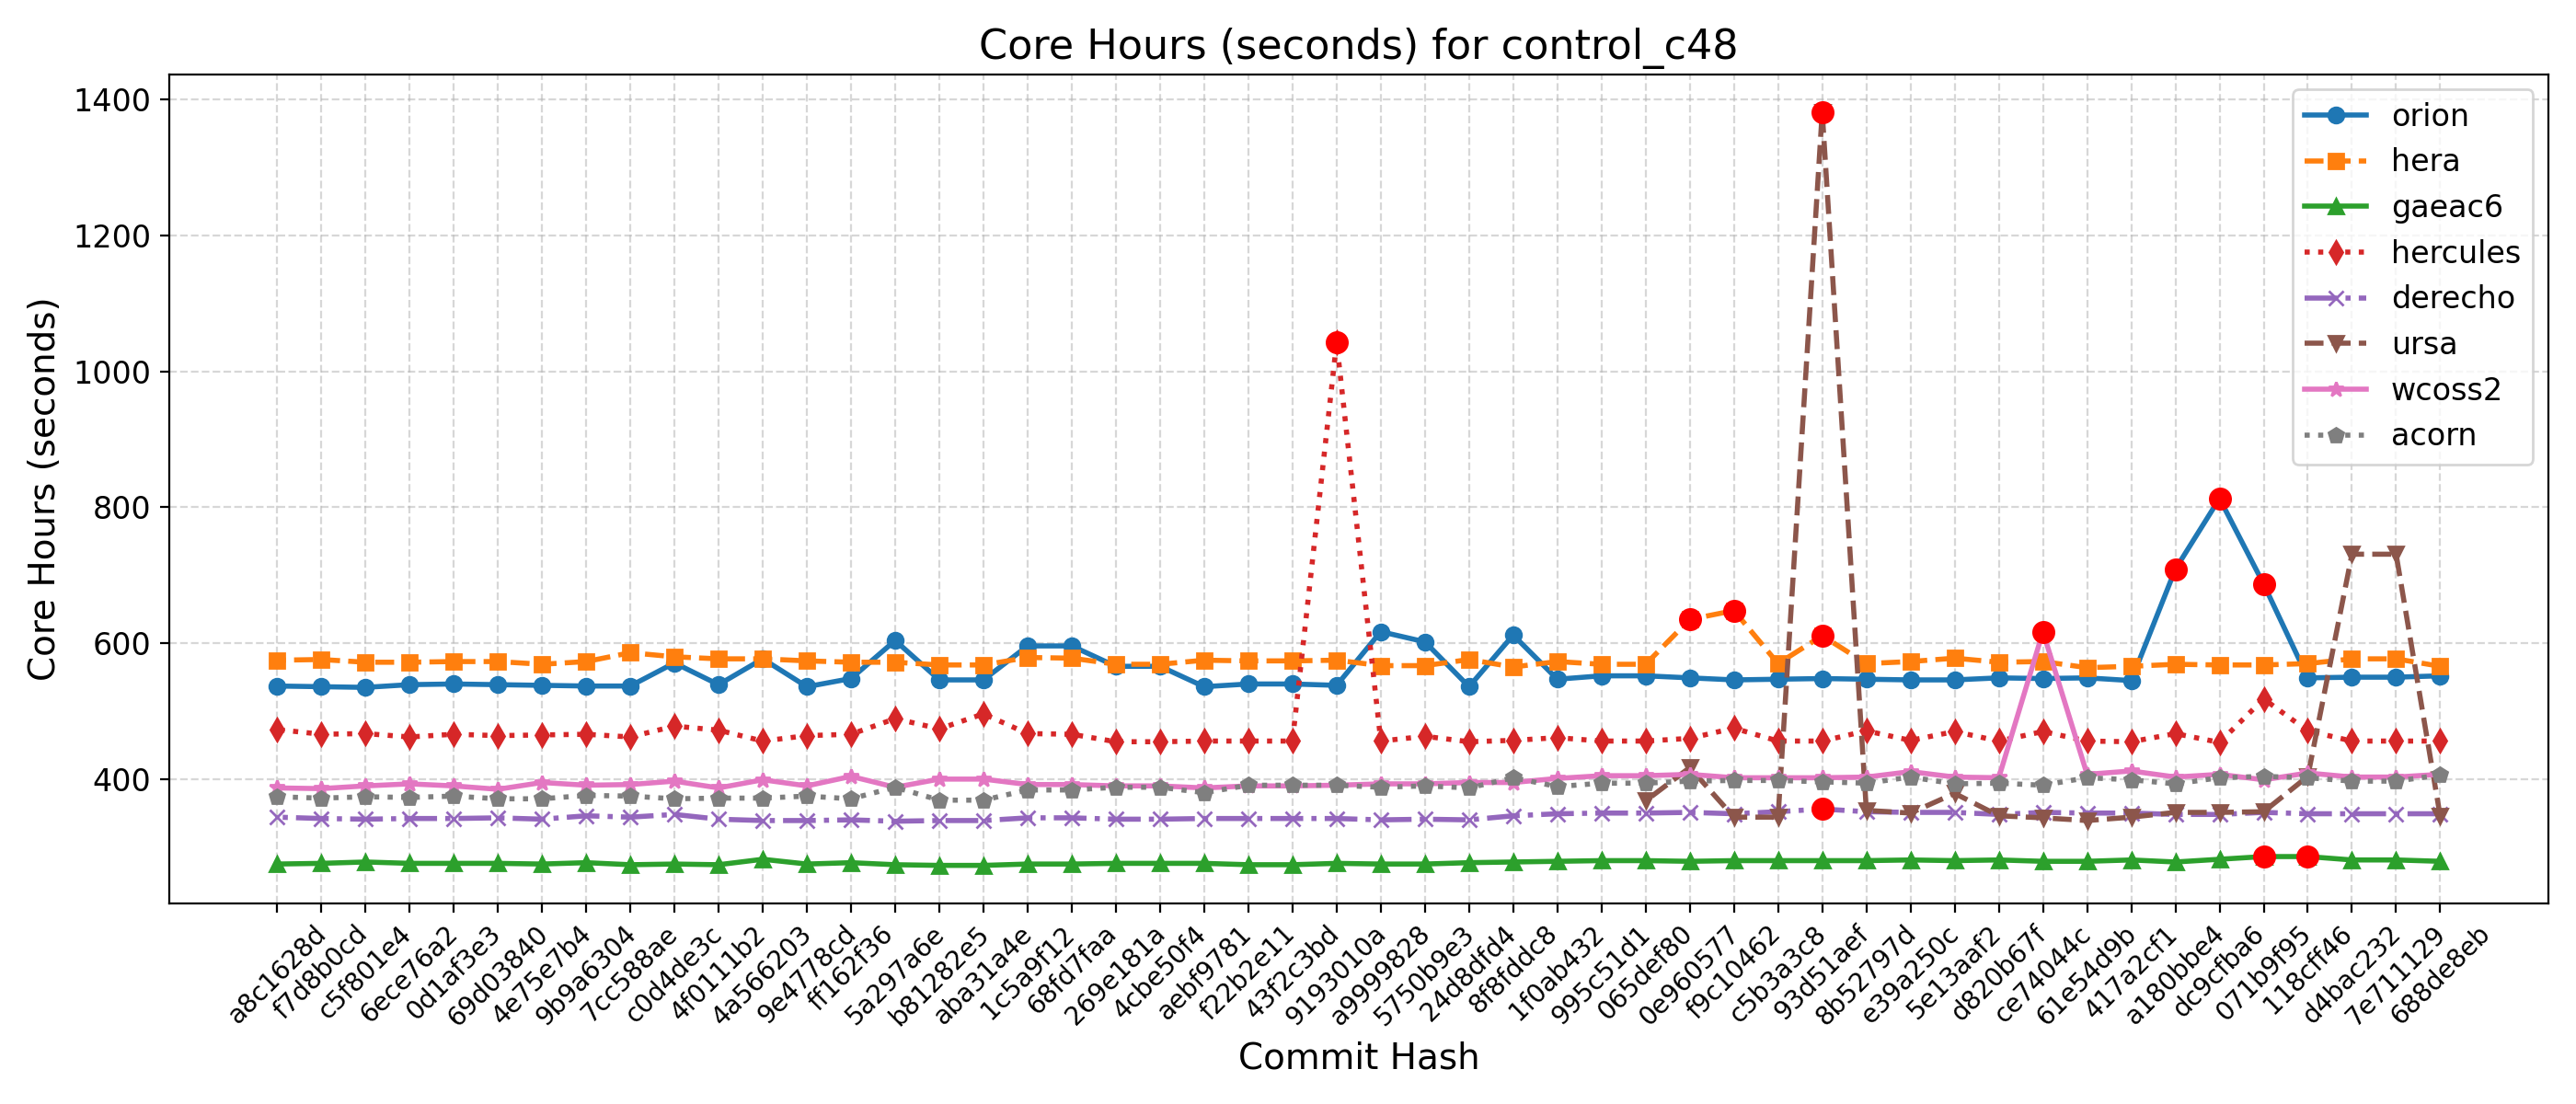 Core Hours (seconds) for control_c48
Core Hours (seconds)
1400
1200
1000
800
600
400
orion
hera
gaeac6
hercules
derecho
ursa
wcoss2
acorn
a8c1628d
f7d8b0cd
c5f801e4
6ece76a2
0d1af3e3
69d03840
4e75e7b4
9b9a6304
7cc588ae
c0d4de3c
4f0111b2
4a566203
9e4778cd
ff162f36
5a297a6e
b81282e5
aba31a4e
1c5a9f12
68fd7faa
269e181a
4cbe50f4
aebf9781
f22b2e11
43f2c3bd
9193010a
a9999828
5750b9e3
24d8dfd4
8f8fddc8
1f0ab432
995c51d1
065def80
0e960577
f9c10462
c5b3a3c8
93d51aef
8b52797d
e39a250c
5e13aaf2
d820b67f
ce74044c
61e54d9b
417a2cf1
a180bbe4
dc9cfba6
071b9f95
118cff46
d4bac232
7e711129
688de8eb
Commit Hash